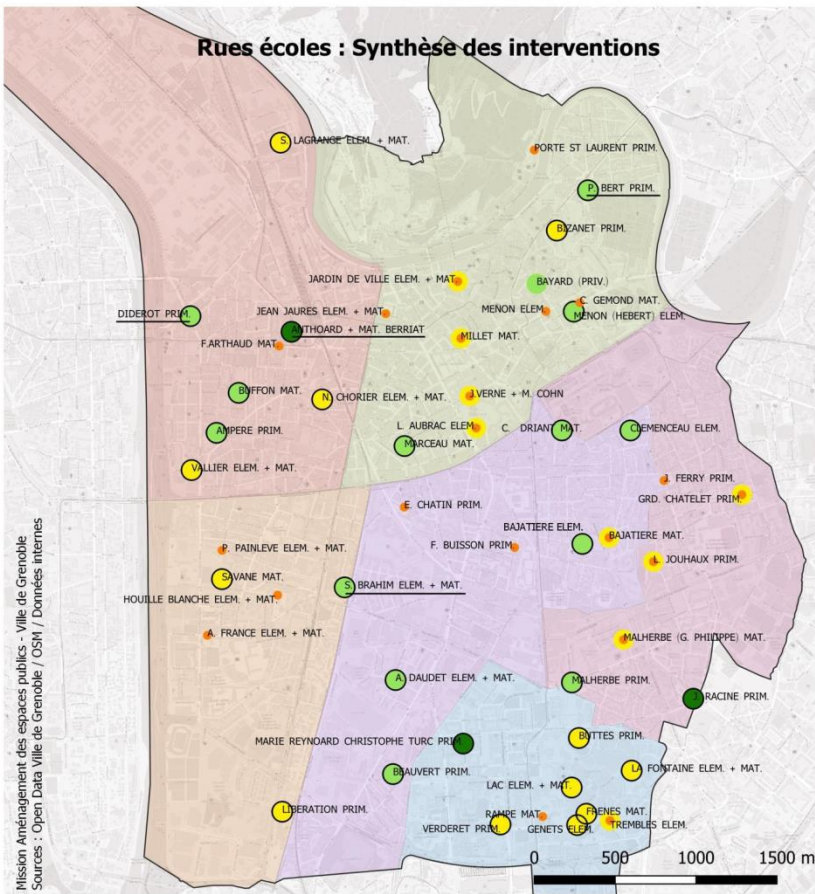 Rues écoles : Synthèse des interventions
S. LAGRANGE ELEM. + MAT.
PORTE ST LAURENT PRIM.
P. BERT PRIM.
BIZANET PRIM.
JARDIN DE VILLE ELEM. + MAT.
BAYARD (PRIV.)
C. GEMOND MAT.
DIDEROT PRIM.
JEAN JAURES ELEM. + MAT.
MENON ELEM.
MENON (HEBERT) ELEM.
ANTHOARD + MAT. BERRIAT
F.ARTHAUD MAT.
MILLET MAT.
BUFFON MAT.
N. CHORIER ELEM. + MAT.
J.VERNE + M. COHN
AMPERE PRIM.
L. AUBRAC ELEM.
C. DRIANT MAT.
CLEMENCEAU ELEM.
MARCEAU MAT.
VALLIER ELEM. + MAT.
J. FERRY PRIM.
GRD. CHATELET PRIM.
E. CHATIN PRIM.
BAJATIERE ELEM.
BAJATIERE MAT.
P. PAINLEVE ELEM. + MAT.
F. BUISSON PRIM.
L. JOUHAUX PRIM.
SAVANE MAT.
S. BRAHIM ELEM. + MAT.
HOUILLE BLANCHE ELEM. + MAT.
A. FRANCE ELEM. + MAT.
MALHERBE (G. PHILIPPE) MAT.
A. DAUDET ELEM. + MAT.
MALHERBE PRIM.
J. RACINE PRIM.
MARIE REYNOARD CHRISTOPHE TURC PRIM.
BUTTES PRIM.
BEAUVERT PRIM.
LA FONTAINE ELEM. + MAT.
LAC ELEM. + MAT.
LIBERATION PRIM.
RAMPE MAT.
FRENES MAT.
VERDERET PRIM.
GENETS ELEM.
TREMBLES ELEM.
0 500 1000 1500 m
Mission Aménagement des espaces publics - Ville de Grenoble
Sources : Open Data Ville de Grenoble / OSM / Données internes